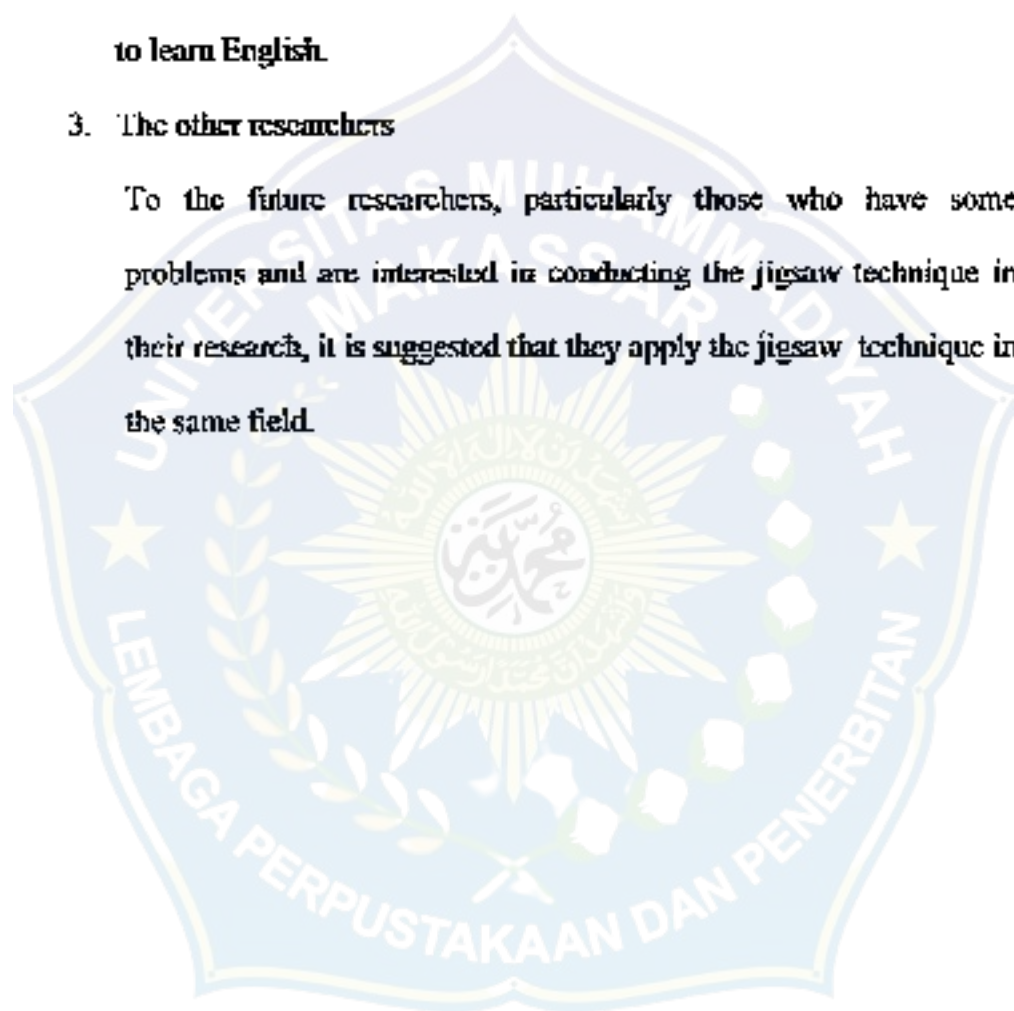 to learn English.
3. The other researchers
To the future researchers, particularly those who have some
problems and are interested in conducting the jigsaw technique in
their research, it is suggested that they apply the jigsaw technique in
the same field.
UNIVERSITAS MUHAMMADIYAH
MAKASSAR
محمدية
LEMBAGA PERPUSTAKAAN DAN PENERBITAN